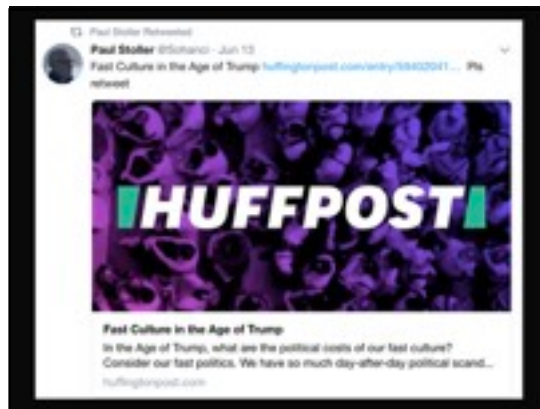 Paul Stoller Retweeted
Paul Stoller · Jun 13
Fast Culture in the Age of Trump huffingtonpost.com/entry/ Pls
retweet
HUFFPOST
Fast Culture in the Age of Trump
In the Age of Trump, what are the political costs of our fast culture?
Consider our fast politics. We have so much day-after-day political scand...
huffingtonpost.com